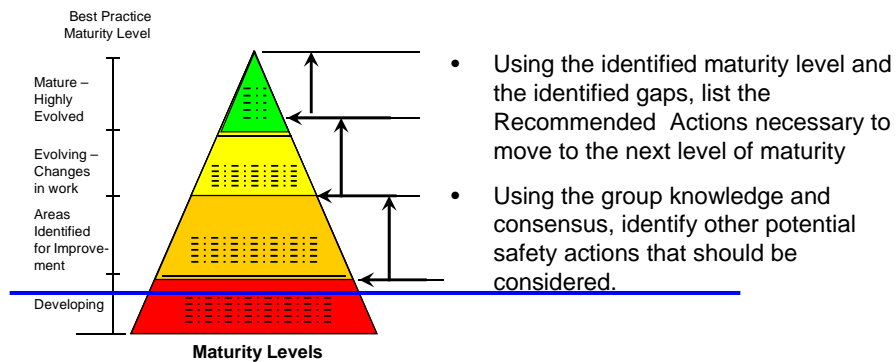 Best Practice
Maturity Level
Mature –
Highly
Evolved
Evolving –
Changes
in work
Areas
Identified
for Improve-
ment
Developing
Maturity Levels
• Using the identified maturity level and
the identified gaps, list the
Recommended Actions necessary to
move to the next level of maturity
• Using the group knowledge and
consensus, identify other potential
safety actions that should be
considered.